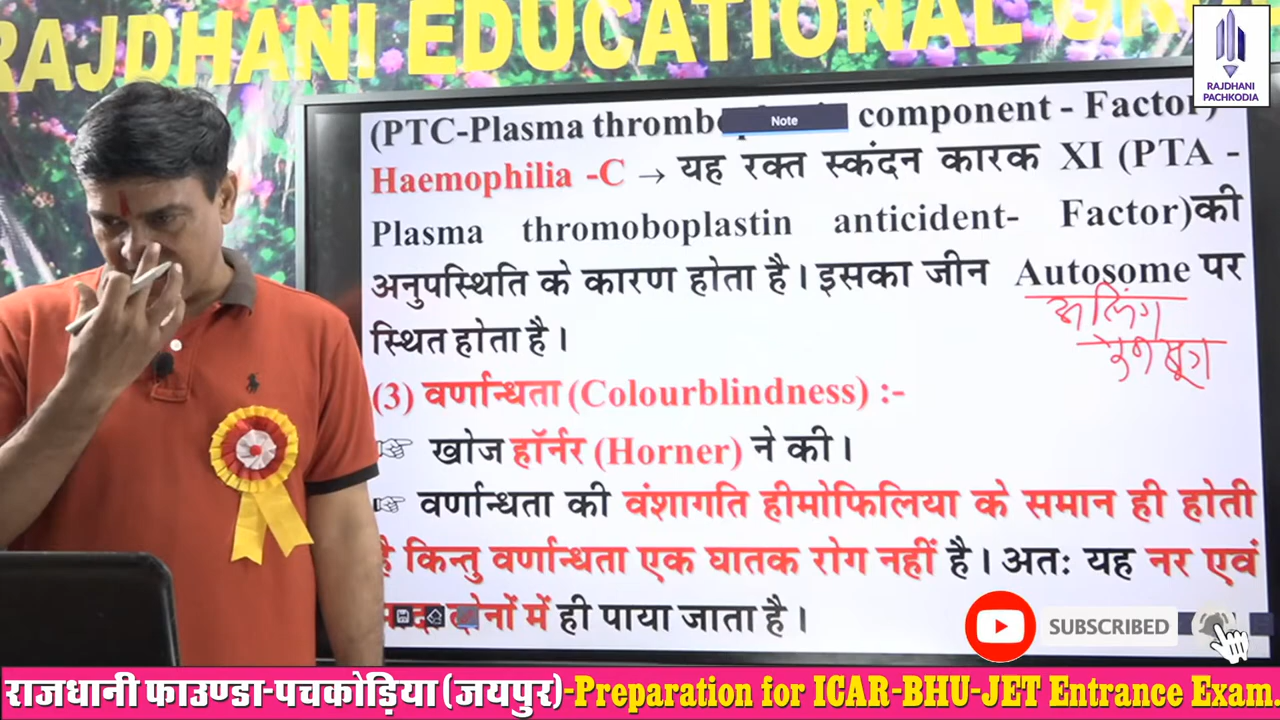 RAJDHANI EDUCATIONAL
RAJDHANI
PACHKODIA
Note
(PTC-Plasma component - Factor)
Haemophilia -C → यह रक्त स्कंदन कारक XI (PTA -
Plasma thromoboplastin anticident- Factor)की
अनुपस्थिति के कारण होता है। इसका जीन Autosome पर
अलिंग
स्थित होता है।
(3) वर्णान्धता (Colourblindness) :-
☞ खोज हॉर्नर (Horner) ने की।
☞ वर्णान्धता की वंशागति हीमोफिलिया के समान ही होती
है किन्तु वर्णान्धता एक घातक रोग नहीं है। अतः यह नर एवं
में ही पाया जाता है।
SUBSCRIBED
राजधानी फाउण्डा-पचकोड़िया (जयपुर)-Preparation for ICAR-BHU-JET Entrance Exam.